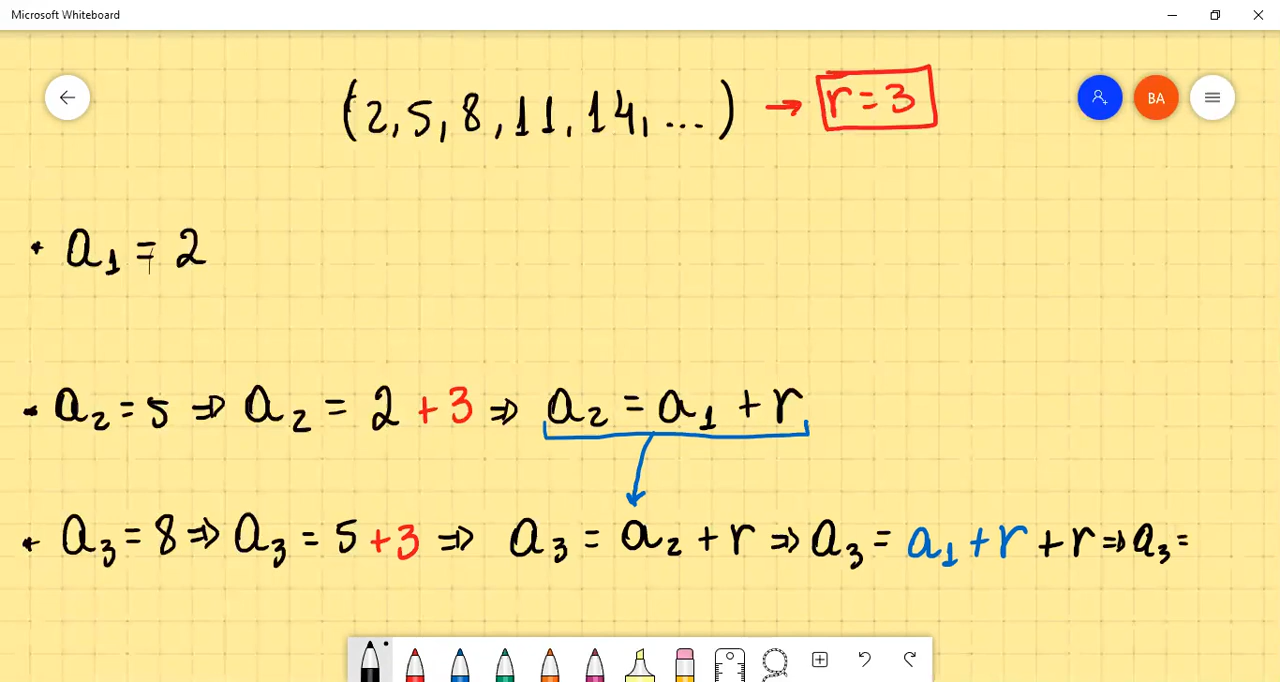 Microsoft Whiteboard
(2, 5, 8, 11, 14, ...) → r = 3
BA
* a₁ = 2
* a₂ = 5 ⇒ a₂ = 2 + 3 ⇒ a₂ = a₁ + r
* a₃ = 8 ⇒ a₃ = 5 + 3 ⇒ a₃ = a₂ + r ⇒ a₃ = a₁ + r + r ⇒ a₃ =